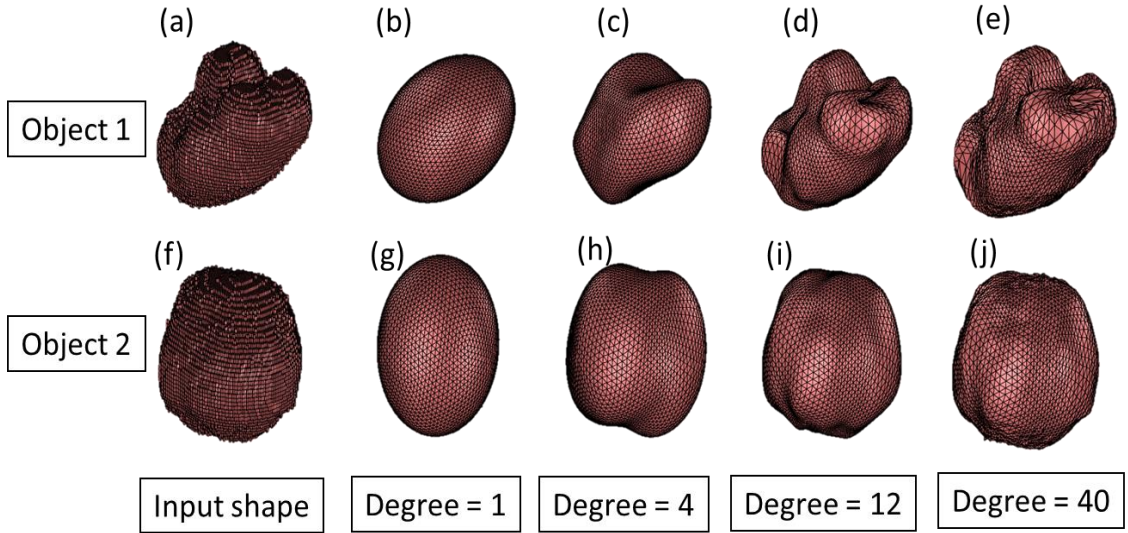 (a) (b) (c) (d) (e)
Object 1
(f) (g) (h) (i) (j)
Object 2
Input shape Degree = 1 Degree = 4 Degree = 12 Degree = 40